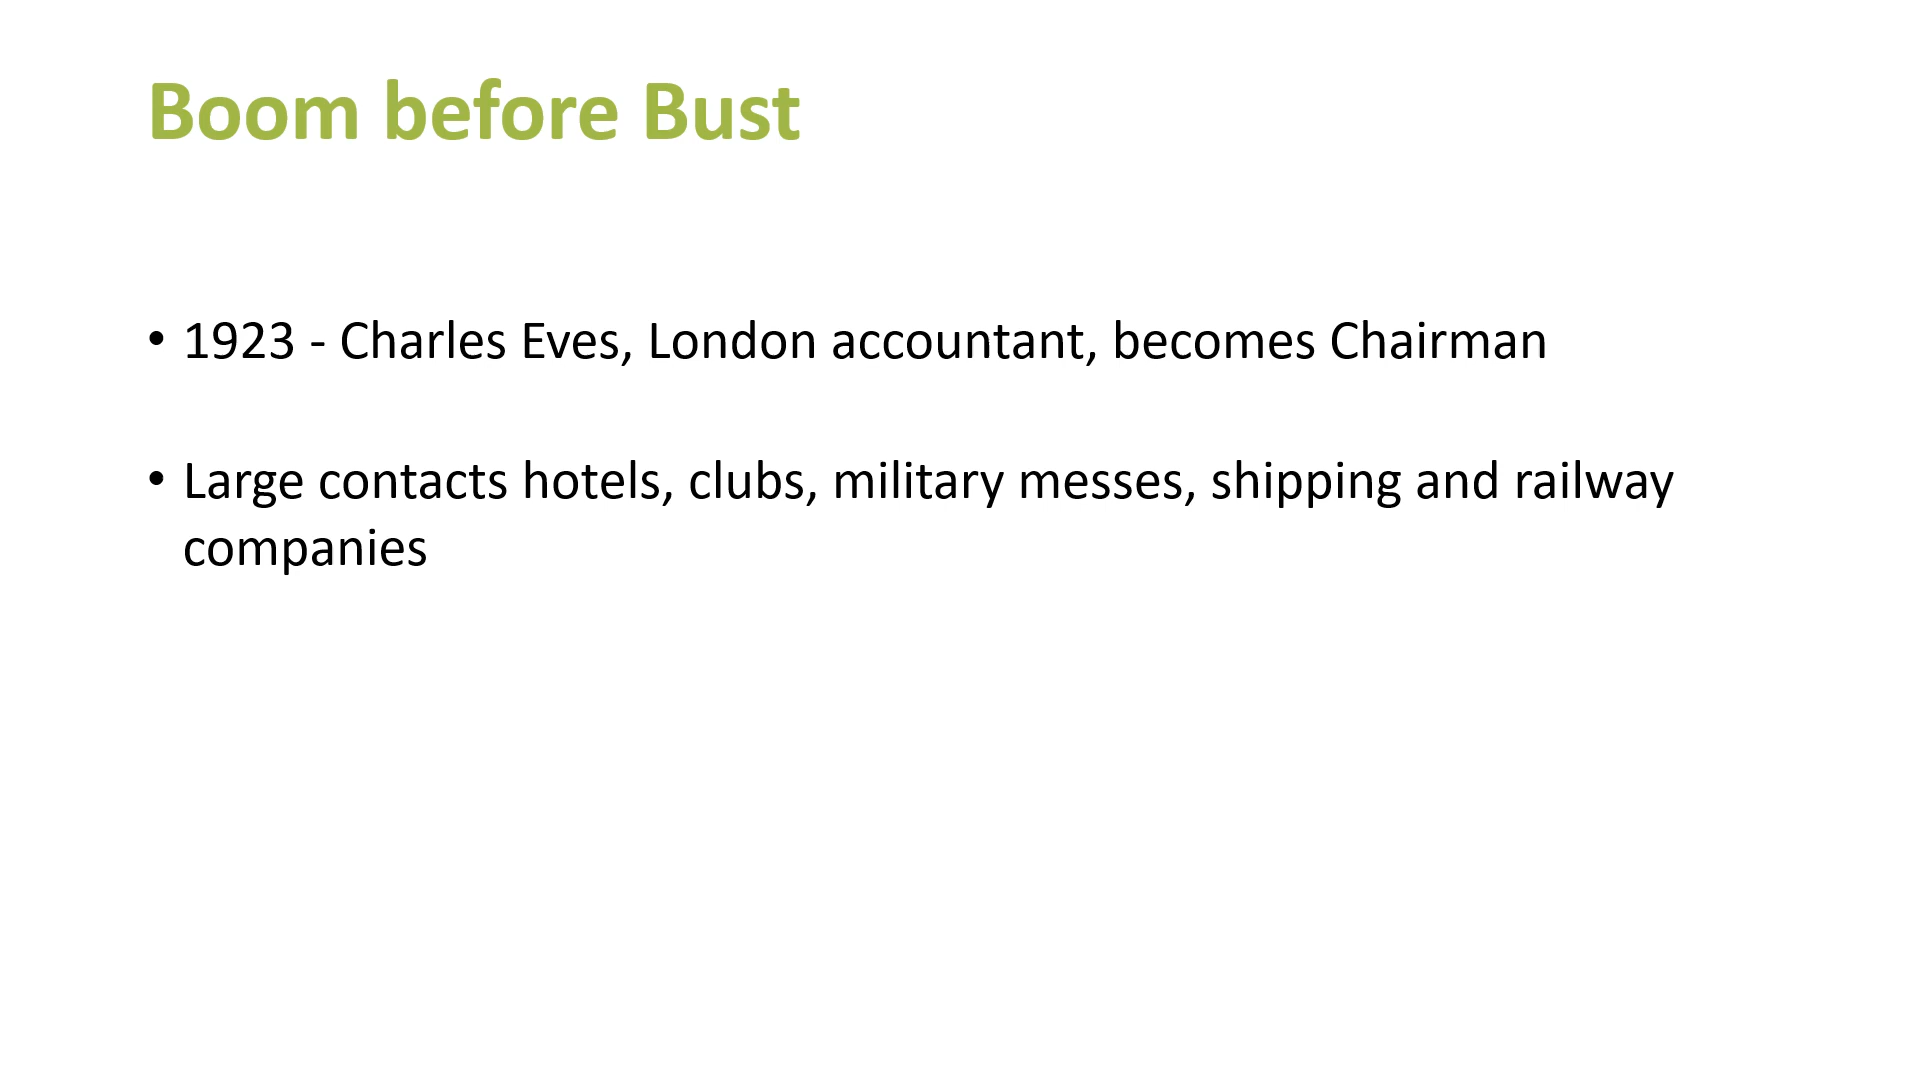 Boom before Bust
• 1923 - Charles Eves, London accountant, becomes Chairman
• Large contacts hotels, clubs, military messes, shipping and railway
companies